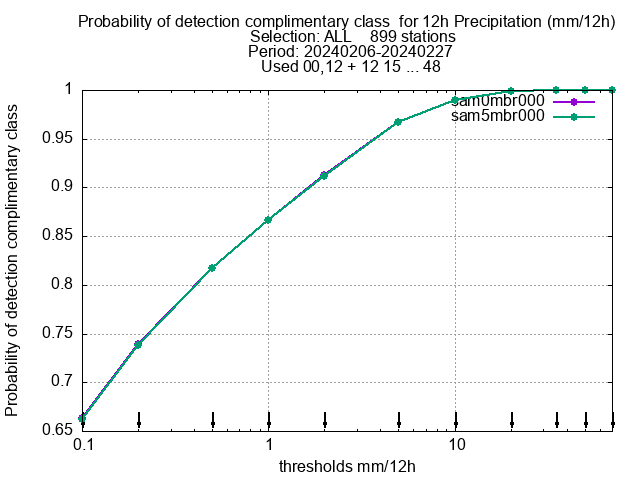 Probability of detection complimentary class  for 12h Precipitation (mm/12h)
Selection: ALL    899 stations
Period: 20240206-20240227
Used 00,12 + 12 15 ... 48
sam0mbr000
sam5mbr000
Probability of detection complimentary class
1
0.95
0.9
0.85
0.8
0.75
0.7
0.65
0.1
1
10
thresholds mm/12h